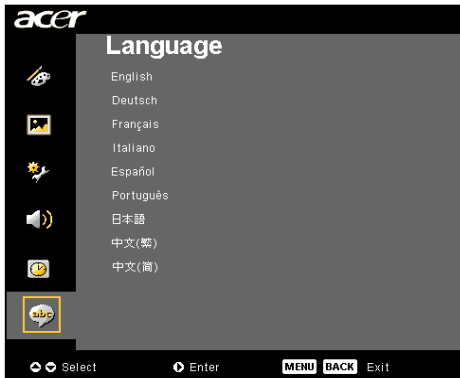 acer
Language
English
Deutsch
Français
Italiano
Español
Português
日本語
中文(繁)
中文(简)
abc
Select Enter MENU BACK Exit